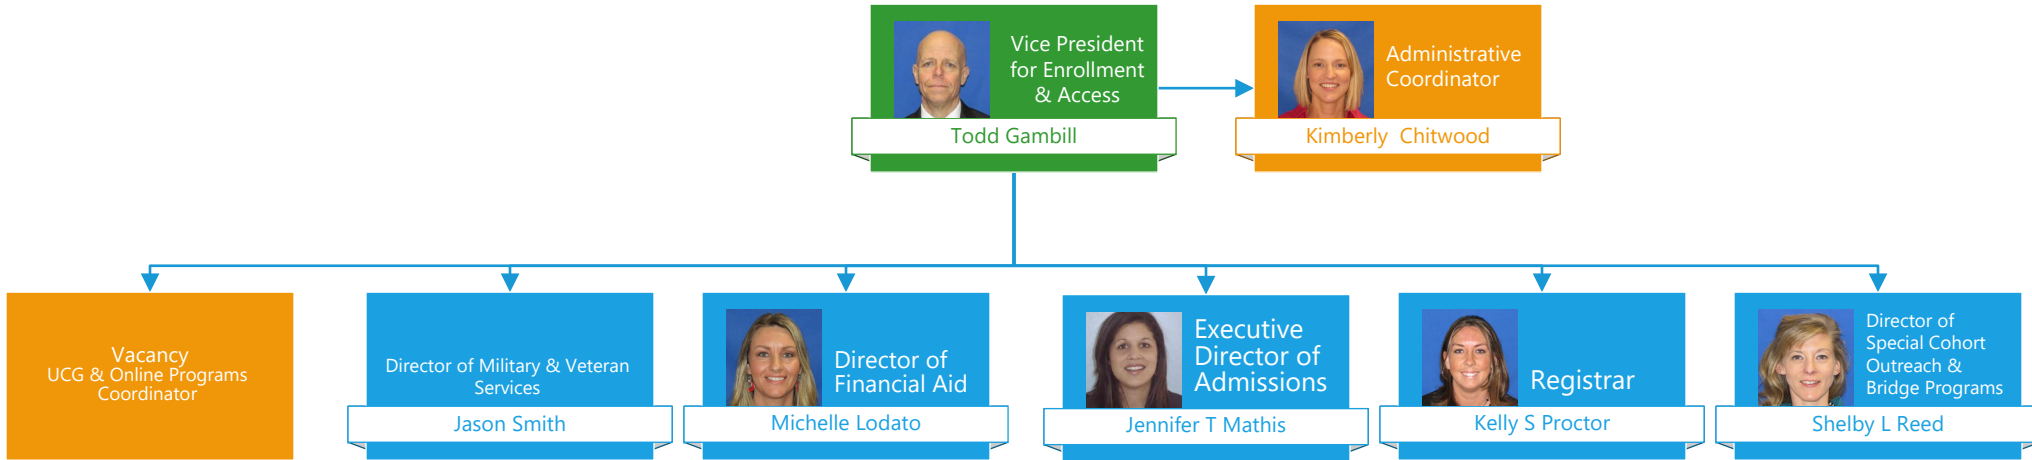 Vice President
for Enrollment
& Access
Todd Gambill
Administrative
Coordinator
Kimberly Chitwood
Vacancy
UCG & Online Programs
Coordinator
Director of Military & Veteran
Services
Jason Smith
Director of
Financial Aid
Michelle Lodato
Executive
Director of
Admissions
Jennifer T Mathis
Registrar
Kelly S Proctor
Director of
Special Cohort
Outreach &
Bridge Programs
Shelby L Reed